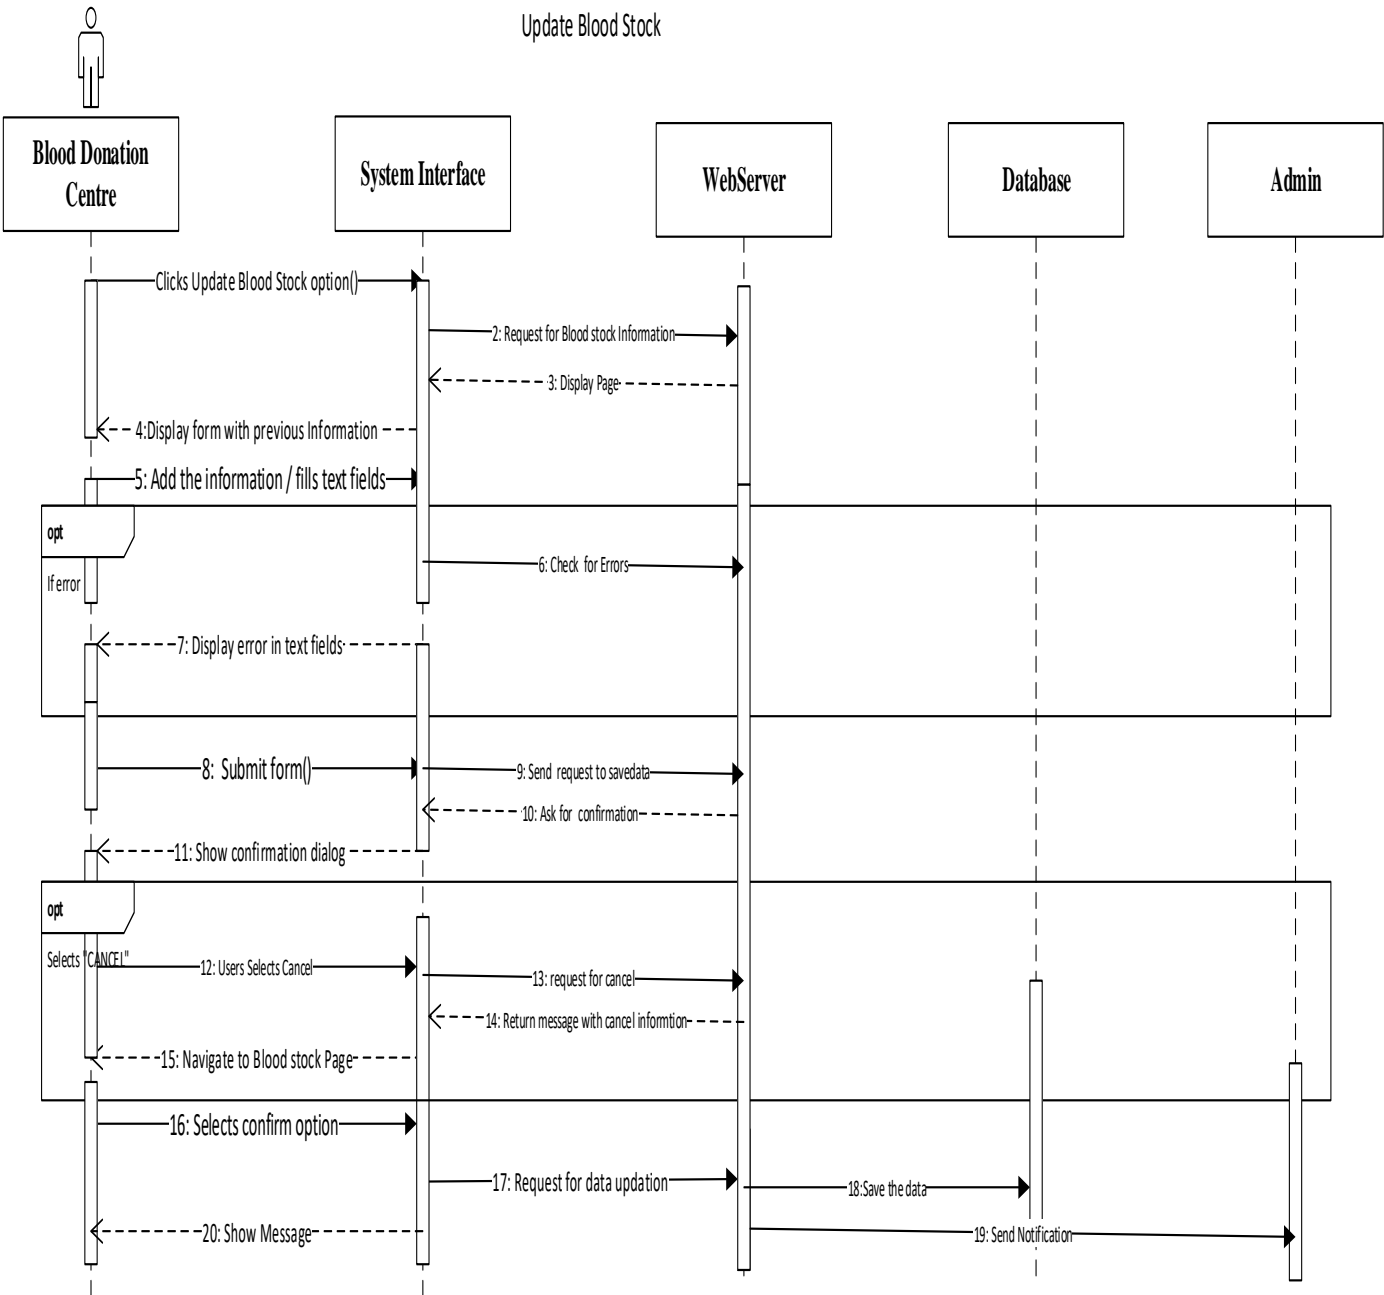 Update Blood Stock
Blood Donation
Centre
System Interface
WebServer
Database
Admin
Clicks Update Blood Stock option()
2: Request for Blood stock Information
3: Display Page
4:Display form with previous Information
5: Add the information / fills text fields
opt
If error
6: Check for Errors
7: Display error in text fields
8: Submit form()
9: Send request to savedata
10: Ask for confirmation
11: Show confirmation dialog
opt
Selects "CANCEL"
12: Users Selects Cancel
13: request for cancel
14: Return message with cancel informtion
15: Navigate to Blood stock Page
16: Selects confirm option
17: Request for data updation
18:Save the data
19: Send Notification
20: Show Message